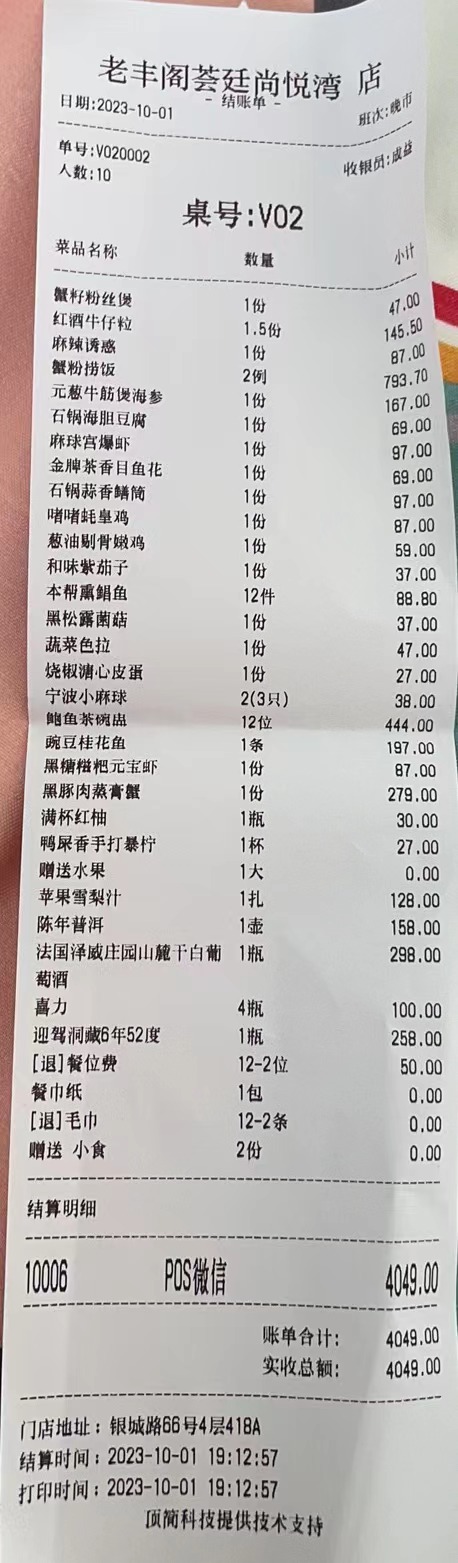 老丰阁荟廷尚悦湾 店
- 结账单 -
日期:2023-10-01 班次:晚市
单号:V020002
人数:10 收银员:成益
桌号:V02
菜品名称 数量 小计
蟹籽粉丝煲 1份 47.00
红酒牛仔粒 1.5份 145.50
麻辣诱惑 1份 87.00
蟹粉捞饭 2例 793.70
元葱牛筋煲海参 1份 167.00
石锅海胆豆腐 1份 69.00
麻球宫爆虾 1份 97.00
金牌茶香目鱼花 1份 69.00
石锅蒜香鳝筒 1份 97.00
啫啫蚝皇鸡 1份 87.00
葱油剔骨嫩鸡 1份 59.00
和味紫茄子 1份 37.00
本帮熏鲳鱼 12件 88.80
黑松露菌菇 1份 37.00
蔬菜色拉 1份 47.00
烧椒溏心皮蛋 1份 27.00
宁波小麻球 2(3只) 38.00
鲍鱼茶碗蒸 12位 444.00
豌豆桂花鱼 1条 197.00
黑糖糍粑元宝虾 1份 87.00
黑豚肉蒸膏蟹 1份 279.00
满杯红柚 1瓶 30.00
鸭屎香手打暴柠 1杯 27.00
赠送水果 1大 0.00
苹果雪梨汁 1扎 128.00
陈年普洱 1壶 158.00
法国泽威庄园山麓干白葡 1瓶 298.00
萄酒
喜力 4瓶 100.00
迎驾洞藏6年52度 1瓶 258.00
[退]餐位费 12-2位 50.00
餐巾纸 1包 0.00
[退]毛巾 12-2条 0.00
赠送 小食 2份 0.00
结算明细
10006 POS微信 4049.00
账单合计: 4049.00
实收总额: 4049.00
门店地址: 银城路66号4层418A
结算时间: 2023-10-01 19:12:57
打印时间: 2023-10-01 19:12:57
顶简科技提供技术支持